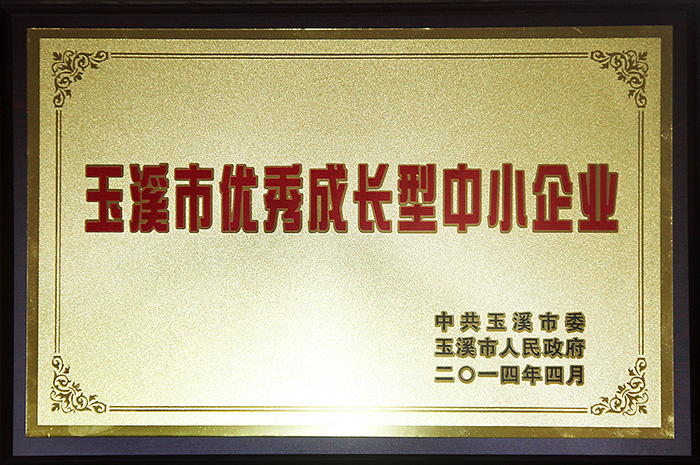 玉溪市优秀成长型中小企业
中共玉溪市委
玉溪市人民政府
二〇一四年四月